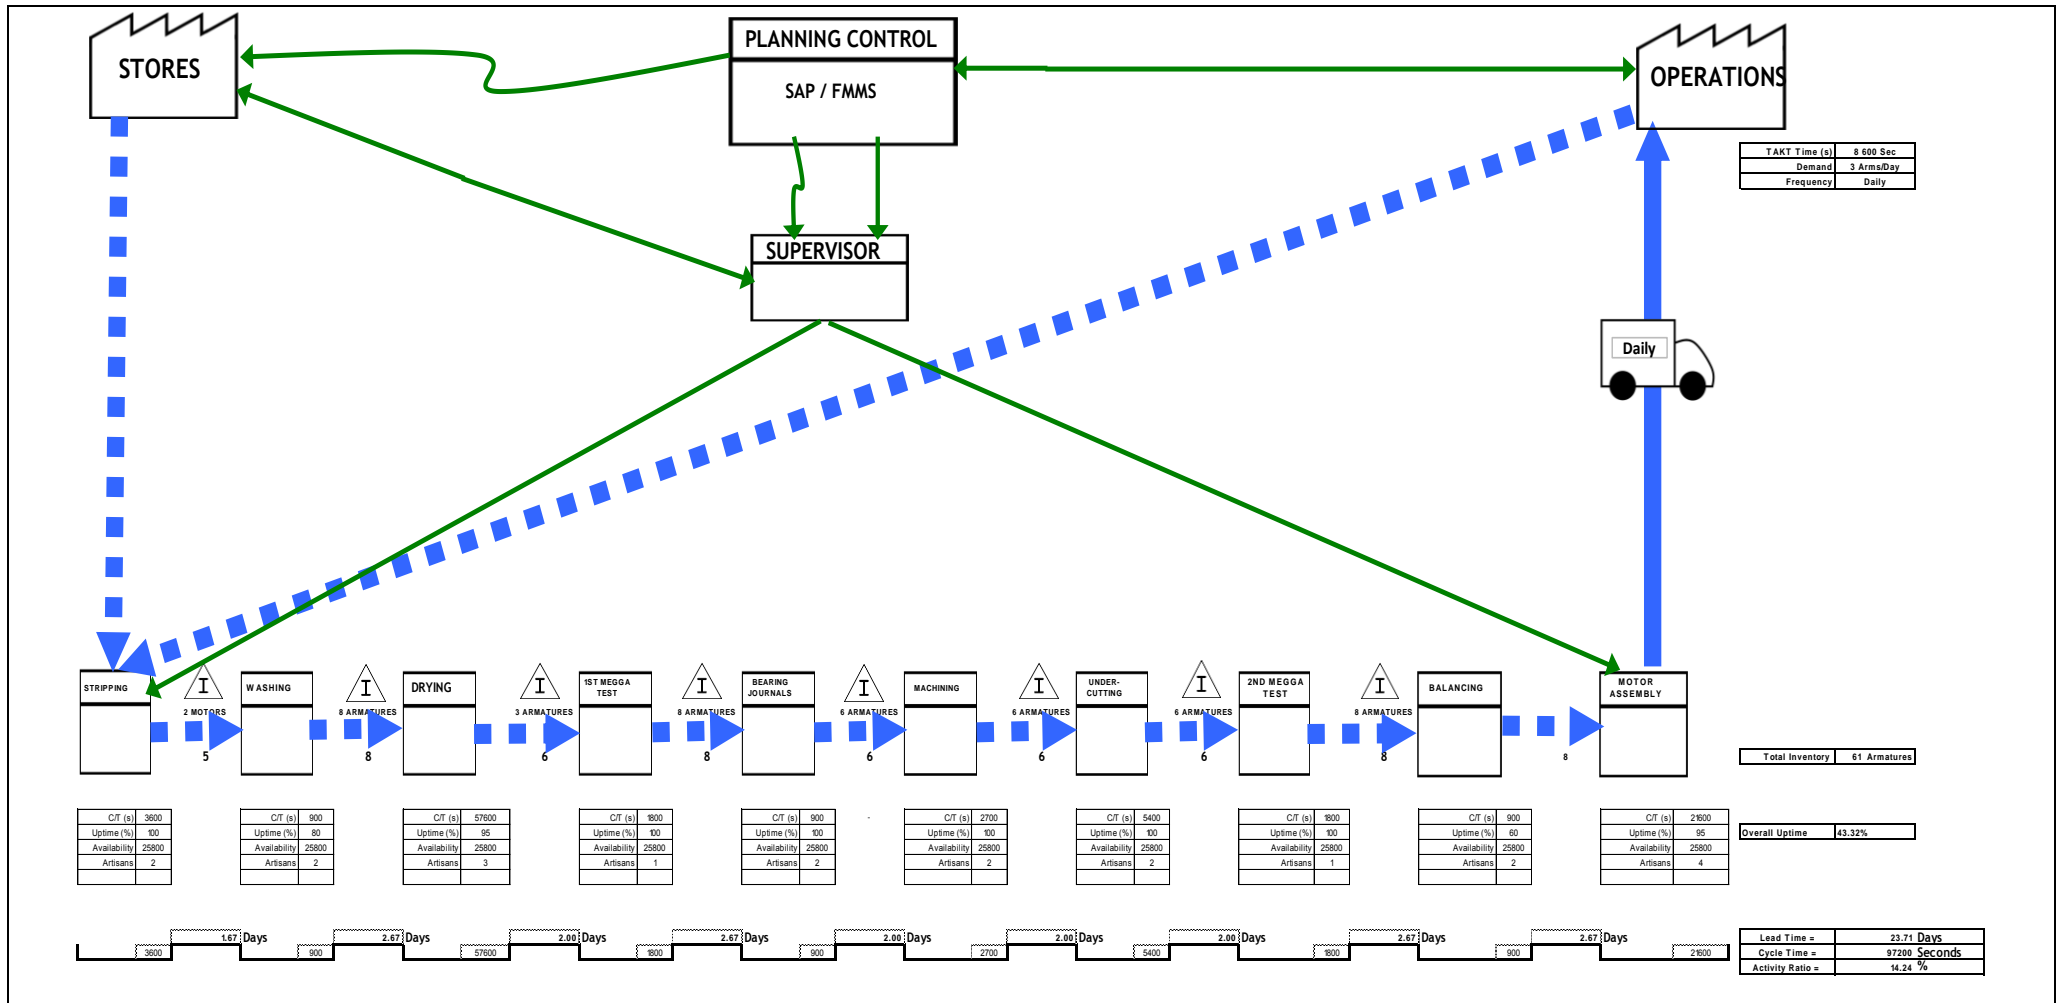 STORES
PLANNING CONTROL
SAP / FMMS
OPERATIONS
TAKT Time (s) 8 600 Sec
Demand 3 Arms/Day
Frequency Daily
SUPERVISOR
Daily
STRIPPING
I
2 MOTORS
5
WASHING
I
8 ARMATURES
8
DRYING
I
3 ARMATURES
6
1ST MEGGA
TEST
I
8 ARMATURES
8
BEARING
JOURNALS
I
6 ARMATURES
6
MACHINING
I
6 ARMATURES
6
UNDER-
CUTTING
I
6 ARMATURES
6
2ND MEGGA
TEST
I
8 ARMATURES
8
BALANCING
8
MOTOR
ASSEMBLY
Total Inventory 61 Armatures
C/T (s) 3600
Uptime (%) 100
Availability 25800
Artisans 2
C/T (s) 900
Uptime (%) 80
Availability 25800
Artisans 2
C/T (s) 57600
Uptime (%) 95
Availability 25800
Artisans 3
C/T (s) 1800
Uptime (%) 100
Availability 25800
Artisans 1
C/T (s) 900
Uptime (%) 100
Availability 25800
Artisans 2
-
C/T (s) 2700
Uptime (%) 100
Availability 25800
Artisans 2
C/T (s) 5400
Uptime (%) 100
Availability 25800
Artisans 2
C/T (s) 1800
Uptime (%) 100
Availability 25800
Artisans 1
C/T (s) 900
Uptime (%) 60
Availability 25800
Artisans 2
C/T (s) 21600
Uptime (%) 95
Availability 25800
Artisans 4
Overall Uptime 43.32%
1.67 Days 2.67 Days 2.00 Days 2.67 Days 2.00 Days 2.00 Days 2.00 Days 2.67 Days 2.67 Days
3600 900 57600 1800 900 2700 5400 1800 900 21600
Lead Time = 23.71 Days
Cycle Time = 97200 Seconds
Activity Ratio = 14.24 %